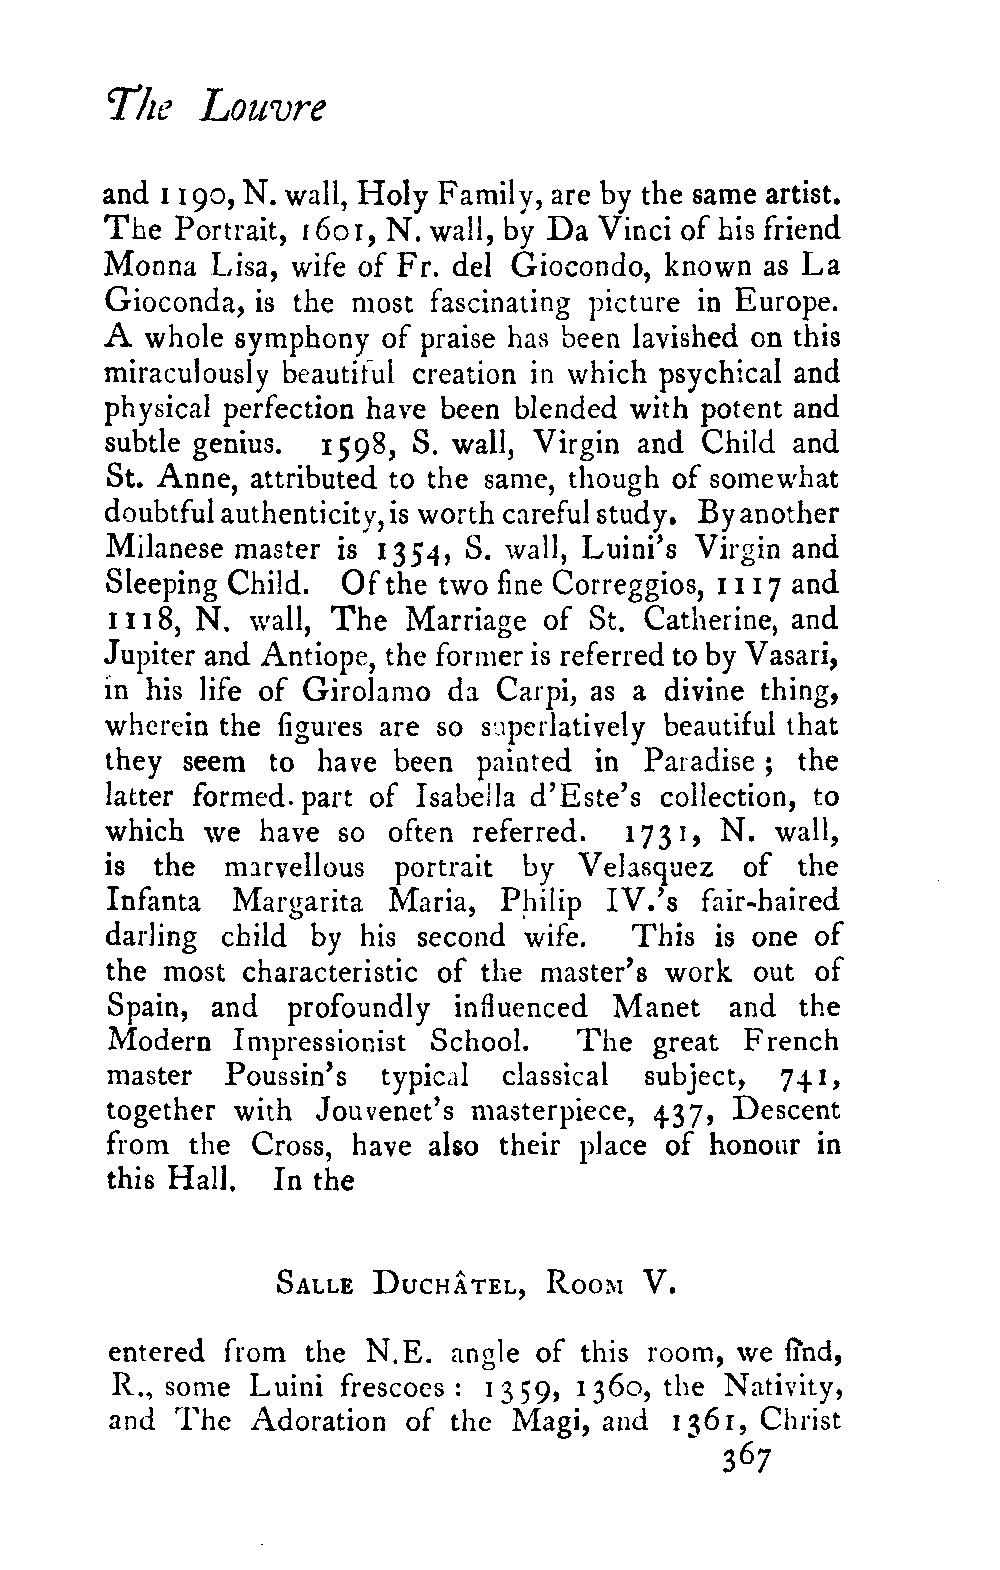 The Louvre
and 1190, N. wall, Holy Family, are by the same artist.
The Portrait, 1601, N. wall, by Da Vinci of his friend
Monna Lisa, wife of Fr. del Giocondo, known as La
Gioconda, is the most fascinating picture in Europe.
A whole symphony of praise has been lavished on this
miraculously beautiful creation in which psychical and
physical perfection have been blended with potent and
subtle genius. 1598, S. wall, Virgin and Child and
St. Anne, attributed to the same, though of somewhat
doubtful authenticity, is worth careful study. By another
Milanese master is 1354, S. wall, Luini's Virgin and
Sleeping Child. Of the two fine Correggios, 1117 and
1118, N. wall, The Marriage of St. Catherine, and
Jupiter and Antiope, the former is referred to by Vasari,
in his life of Girolamo da Carpi, as a divine thing,
wherein the figures are so superlatively beautiful that
they seem to have been painted in Paradise ; the
latter formed part of Isabella d'Este's collection, to
which we have so often referred. 1731, N. wall,
is the marvellous portrait by Velasquez of the
Infanta Margarita Maria, Philip IV.'s fair-haired
darling child by his second wife. This is one of
the most characteristic of the master's work out of
Spain, and profoundly influenced Manet and the
Modern Impressionist School. The great French
master Poussin's typical classical subject, 741,
together with Jouvenet's masterpiece, 437, Descent
from the Cross, have also their place of honour in
this Hall. In the
Salle Duchâtel, Room V.
entered from the N.E. angle of this room, we find,
R., some Luini frescoes : 1359, 1360, the Nativity,
and The Adoration of the Magi, and 1361, Christ
367